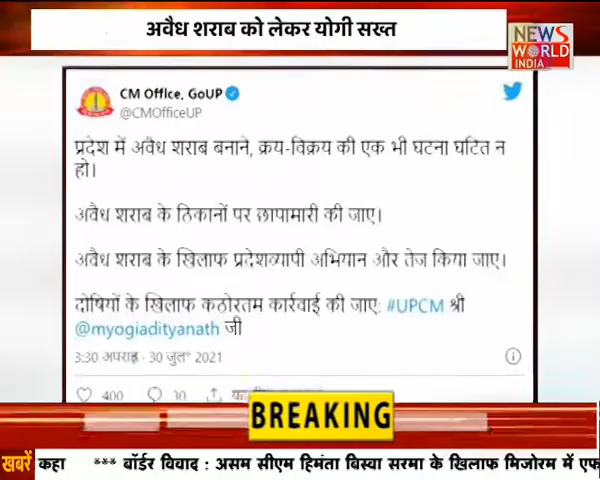 अवैध शराब को लेकर योगी सख्त
NEWS
WORLD
INDIA
CM Office, GoUP
@CMOfficeUP
प्रदेश में अवैध शराब बनाने, क्रय-विक्रय की एक भी घटना घटित न
हो।
अवैध शराब के ठिकानों पर छापामारी की जाए।
अवैध शराब के खिलाफ प्रदेशव्यापी अभियान और तेज किया जाए।
दोषियों के खिलाफ कठोरतम कार्रवाई की जाए: #UPCM श्री
@myogiadityanath जी
3:30 अपराह्न · 30 जुल॰ 2021
400 30
BREAKING
खबरें कहा *** बॉर्डर विवाद : असम सीएम हिमंता बिस्वा सरमा के खिलाफ मिजोरम में एफ